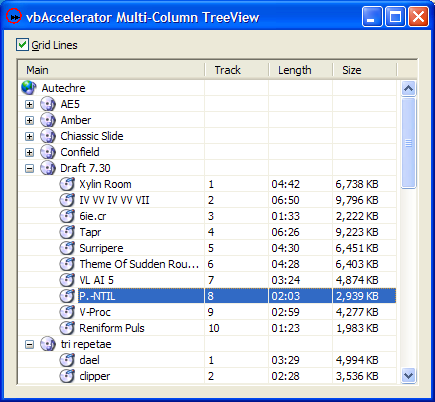 vbAccelerator Multi-Column TreeView
Grid Lines
Main Track Length Size
Autechre
AE5
Amber
Chiassic Slide
Confield
Draft 7.30
Xylin Room 1 04:42 6,738 KB
IV VV IV VV VII 2 06:50 9,796 KB
6ie.cr 3 01:33 2,222 KB
Tapr 4 06:26 9,223 KB
Surripere 5 04:30 6,451 KB
Theme Of Sudden Rou... 6 04:28 6,403 KB
VL AI 5 7 03:24 4,874 KB
P.-NTIL 8 02:03 2,939 KB
V-Proc 9 02:59 4,277 KB
Reniform Puls 10 01:23 1,983 KB
tri repetae
dael 1 03:29 4,994 KB
clipper 2 02:28 3,536 KB